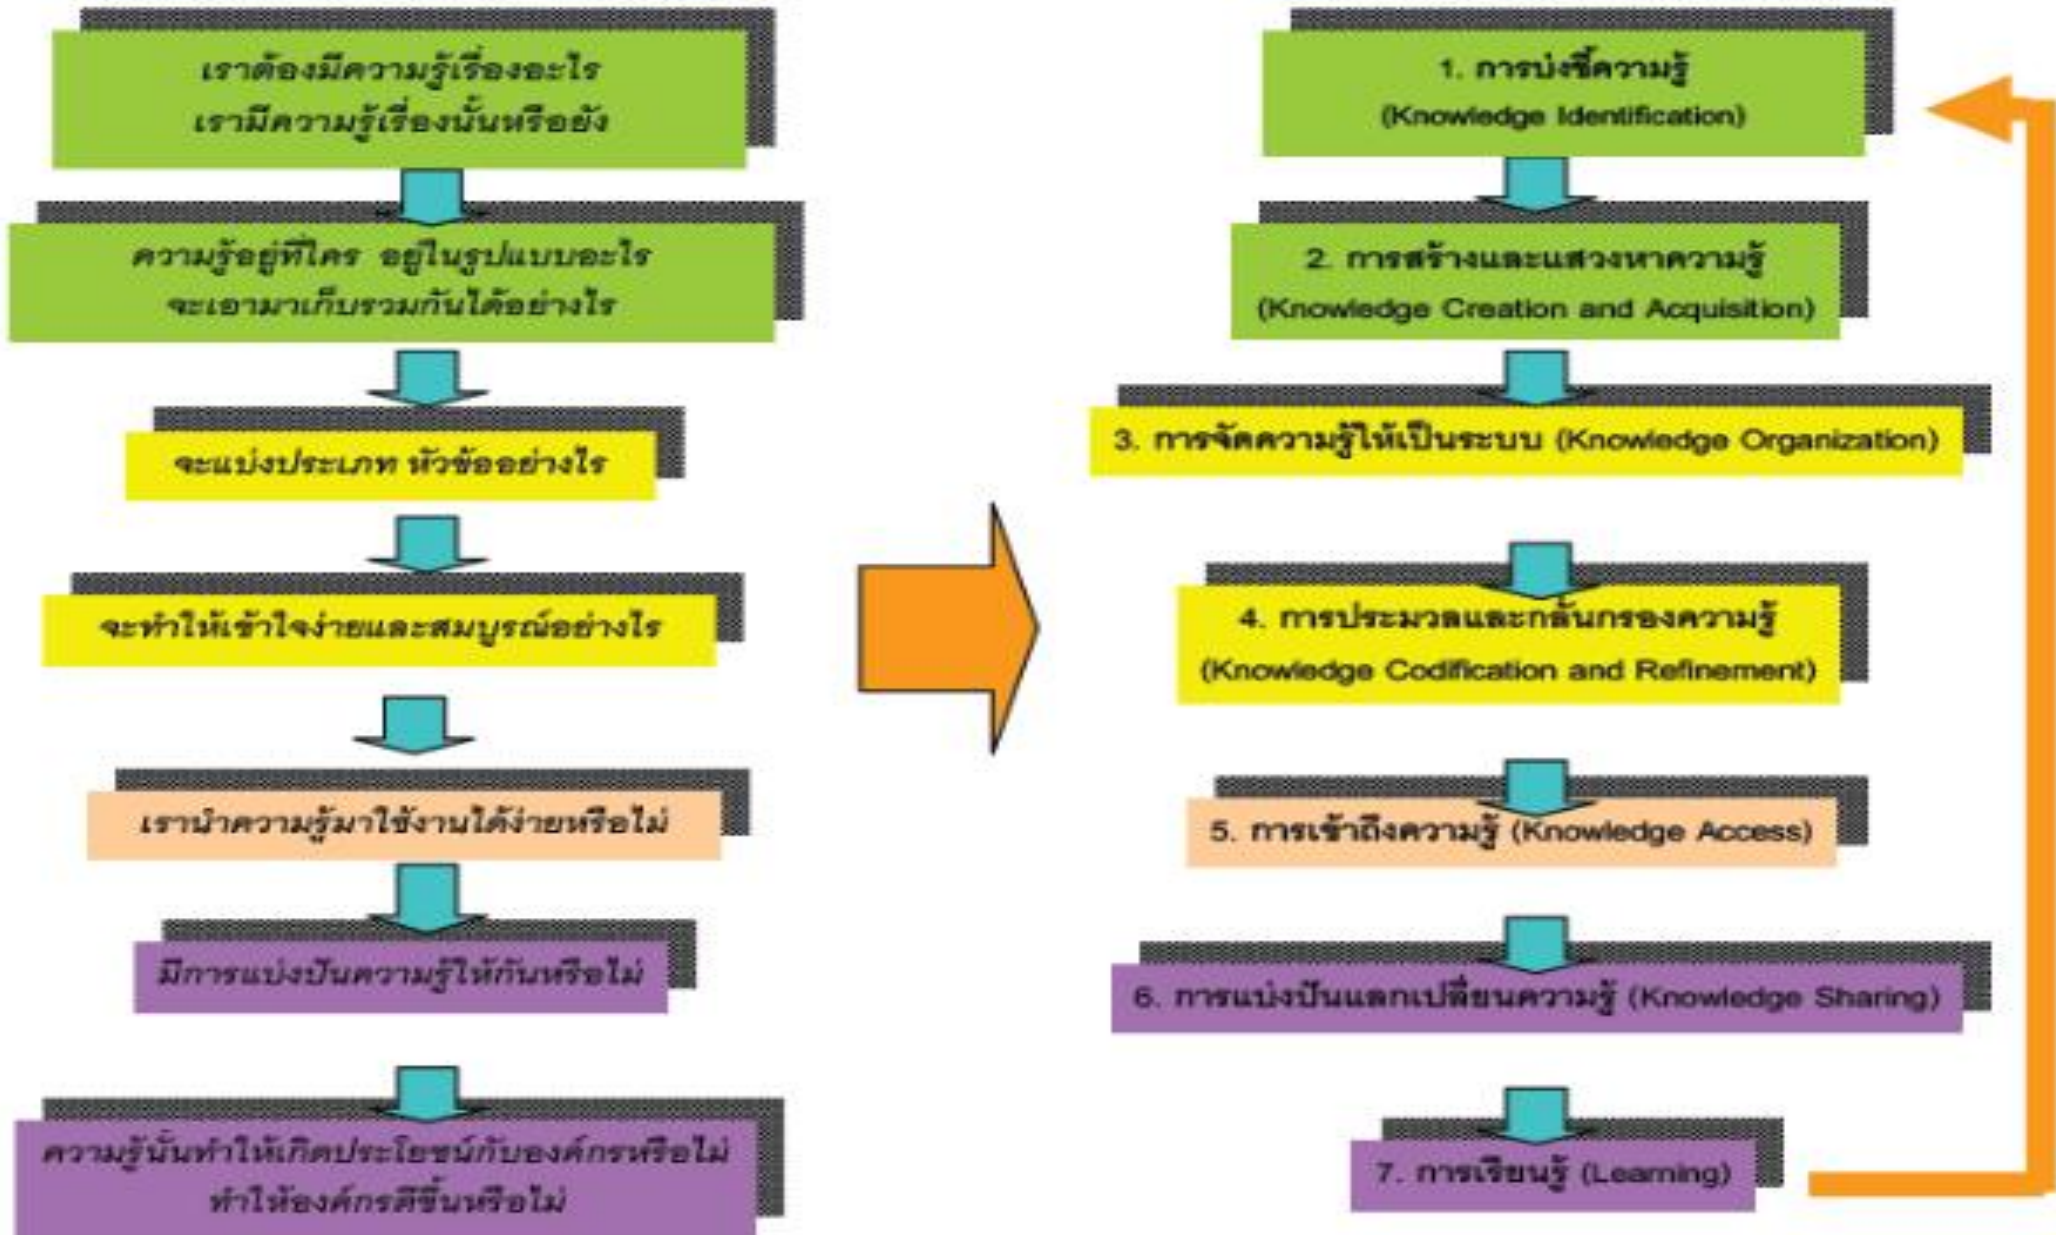 เราต้องมีความรู้เรื่องอะไร
เรามีความรู้เรื่องนั้นหรือยัง
ความรู้อยู่ที่ใคร อยู่ในรูปแบบอะไร
จะเอามาเก็บรวมกันได้อย่างไร
จะแบ่งประเภท หัวข้ออย่างไร
จะทำให้เข้าใจง่ายและสมบูรณ์อย่างไร
เรานำความรู้มาใช้งานได้ง่ายหรือไม่
มีการแบ่งปันความรู้ให้กันหรือไม่
ความรู้นั้นทำให้เกิดประโยชน์กับองค์กรหรือไม่
ทำให้องค์กรดีขึ้นหรือไม่
1. การบ่งชี้ความรู้
(Knowledge Identification)
2. การสร้างและแสวงหาความรู้
(Knowledge Creation and Acquisition)
3. การจัดความรู้ให้เป็นระบบ (Knowledge Organization)
4. การประมวลและกลั่นกรองความรู้
(Knowledge Codification and Refinement)
5. การเข้าถึงความรู้ (Knowledge Access)
6. การแบ่งปันแลกเปลี่ยนความรู้ (Knowledge Sharing)
7. การเรียนรู้ (Learning)